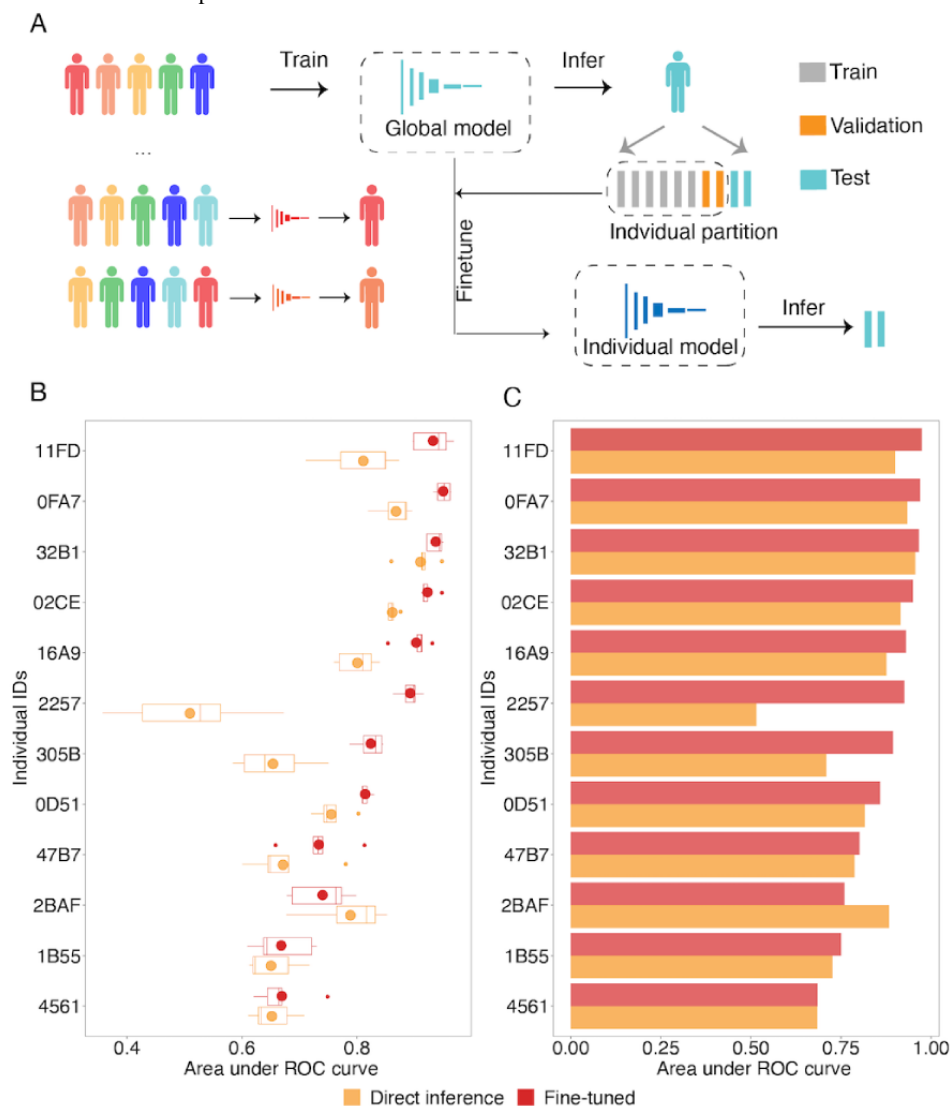 A
Train
Infer
Global model
Train
Validation
Test
...
Indvidual partition
Finetune
Infer
Individual model
B
C
Individual IDs
11FD
0FA7
32B1
02CE
16A9
2257
305B
0D51
47B7
2BAF
1B55
4561
0.4 0.6 0.8
Area under ROC curve
Individual IDs
11FD
0FA7
32B1
02CE
16A9
2257
305B
0D51
47B7
2BAF
1B55
4561
0.00 0.25 0.50 0.75 1.00
Area under ROC curve
Direct inference Fine-tuned